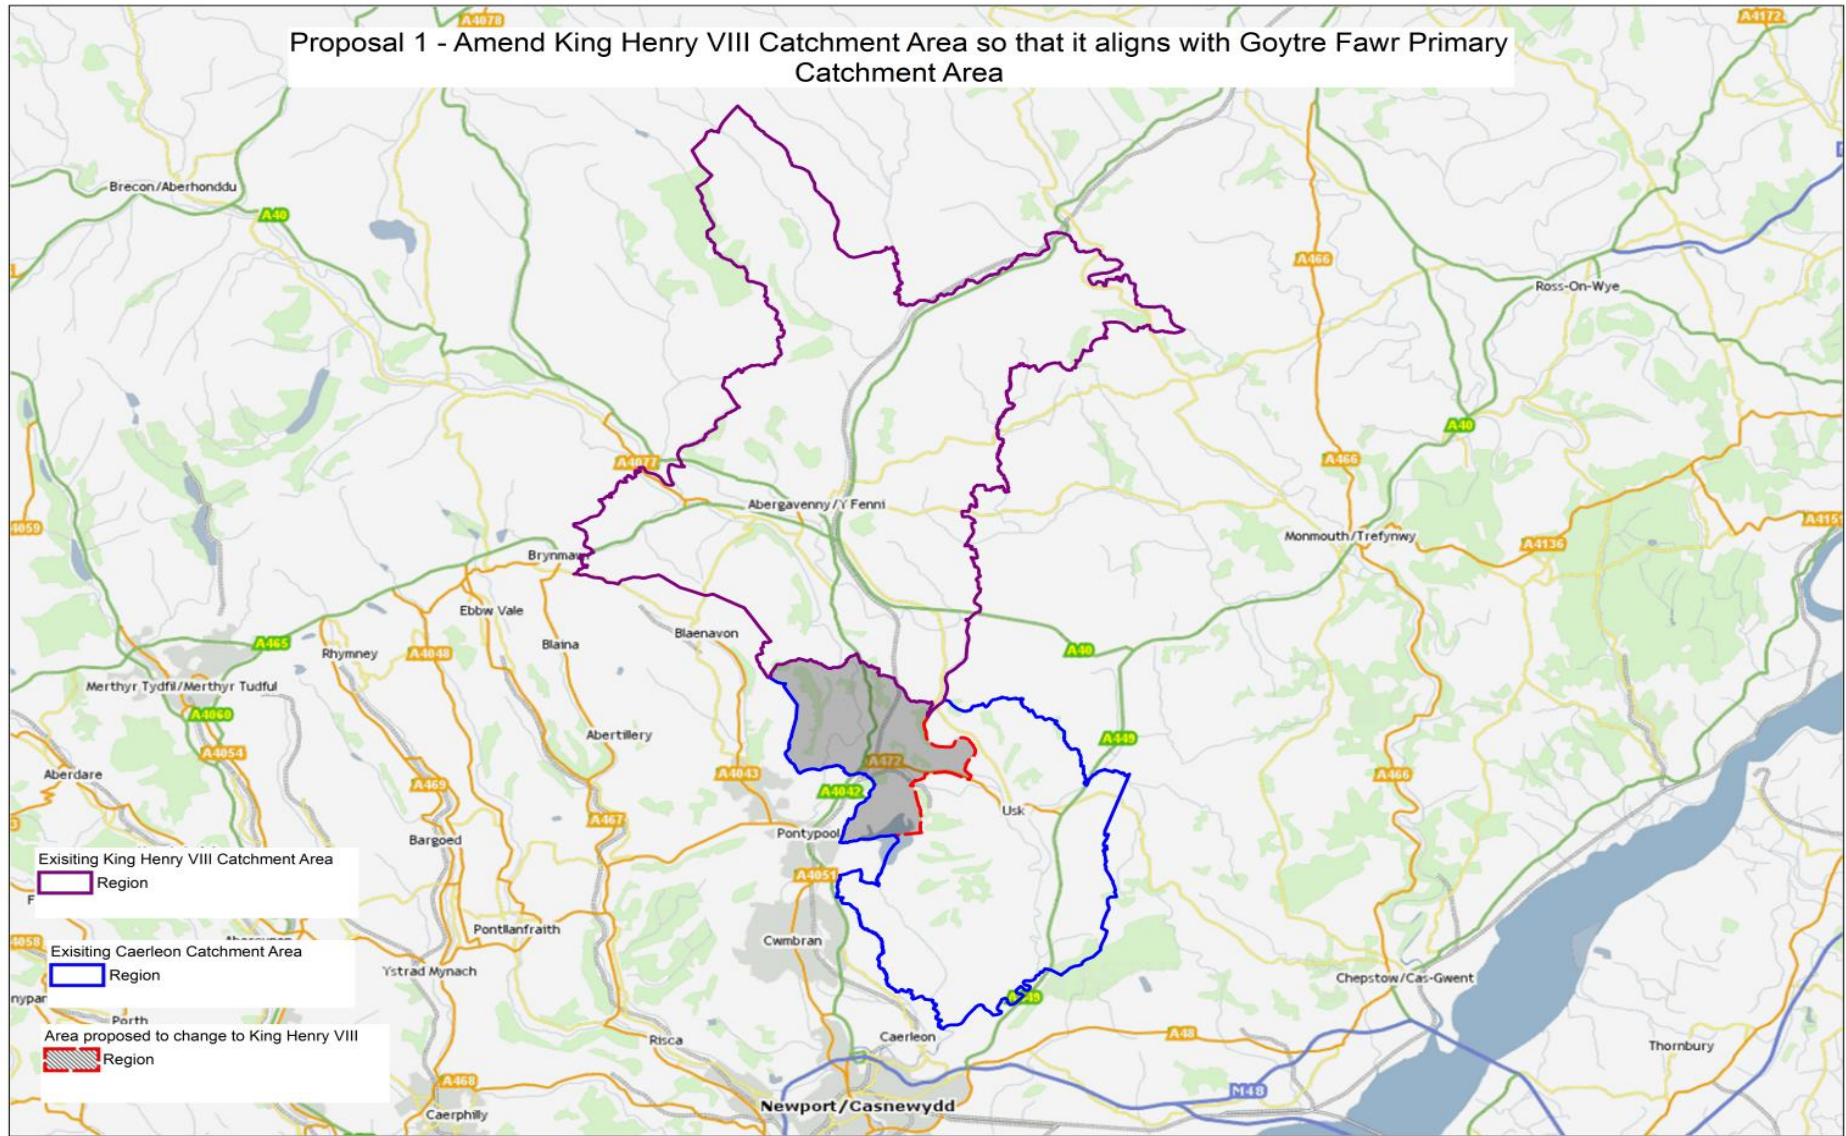 A4078
A4172
Proposal 1 - Amend King Henry VIII Catchment Area so that it aligns with Goytre Fawr Primary
Catchment Area
Brecon/Aberhonddu
A40
A466
Ross-On-Wye
A40
A4077
A466
Abergavenny/Y Fenni
4059
A415
Monmouth/Trefynwy
A4136
Brynmaw
Ebbw Vale
Blaenavon
A465
Rhymney
A4048
Blaina
A40
Merthyr Tydfil/Merthyr Tudful
A4060
Abertillery
A449
A4054
Aberdare
A4043
A472
A466
A469
A4042
Usk
A467
Pontypool
Bargoed
Exisiting King Henry VIII Catchment Area
Region
A4051
Pontllanfraith
Cwmbran
4058
Exisiting Caerleon Catchment Area
Region
Ystrad Mynach
Chepstow/Cas-Gwent
nypan
Porth
Area proposed to change to King Henry VIII
Region
Risca
Caerleon
A48
Thornbury
A468
M48
Caerphilly
Newport/Casnewydd